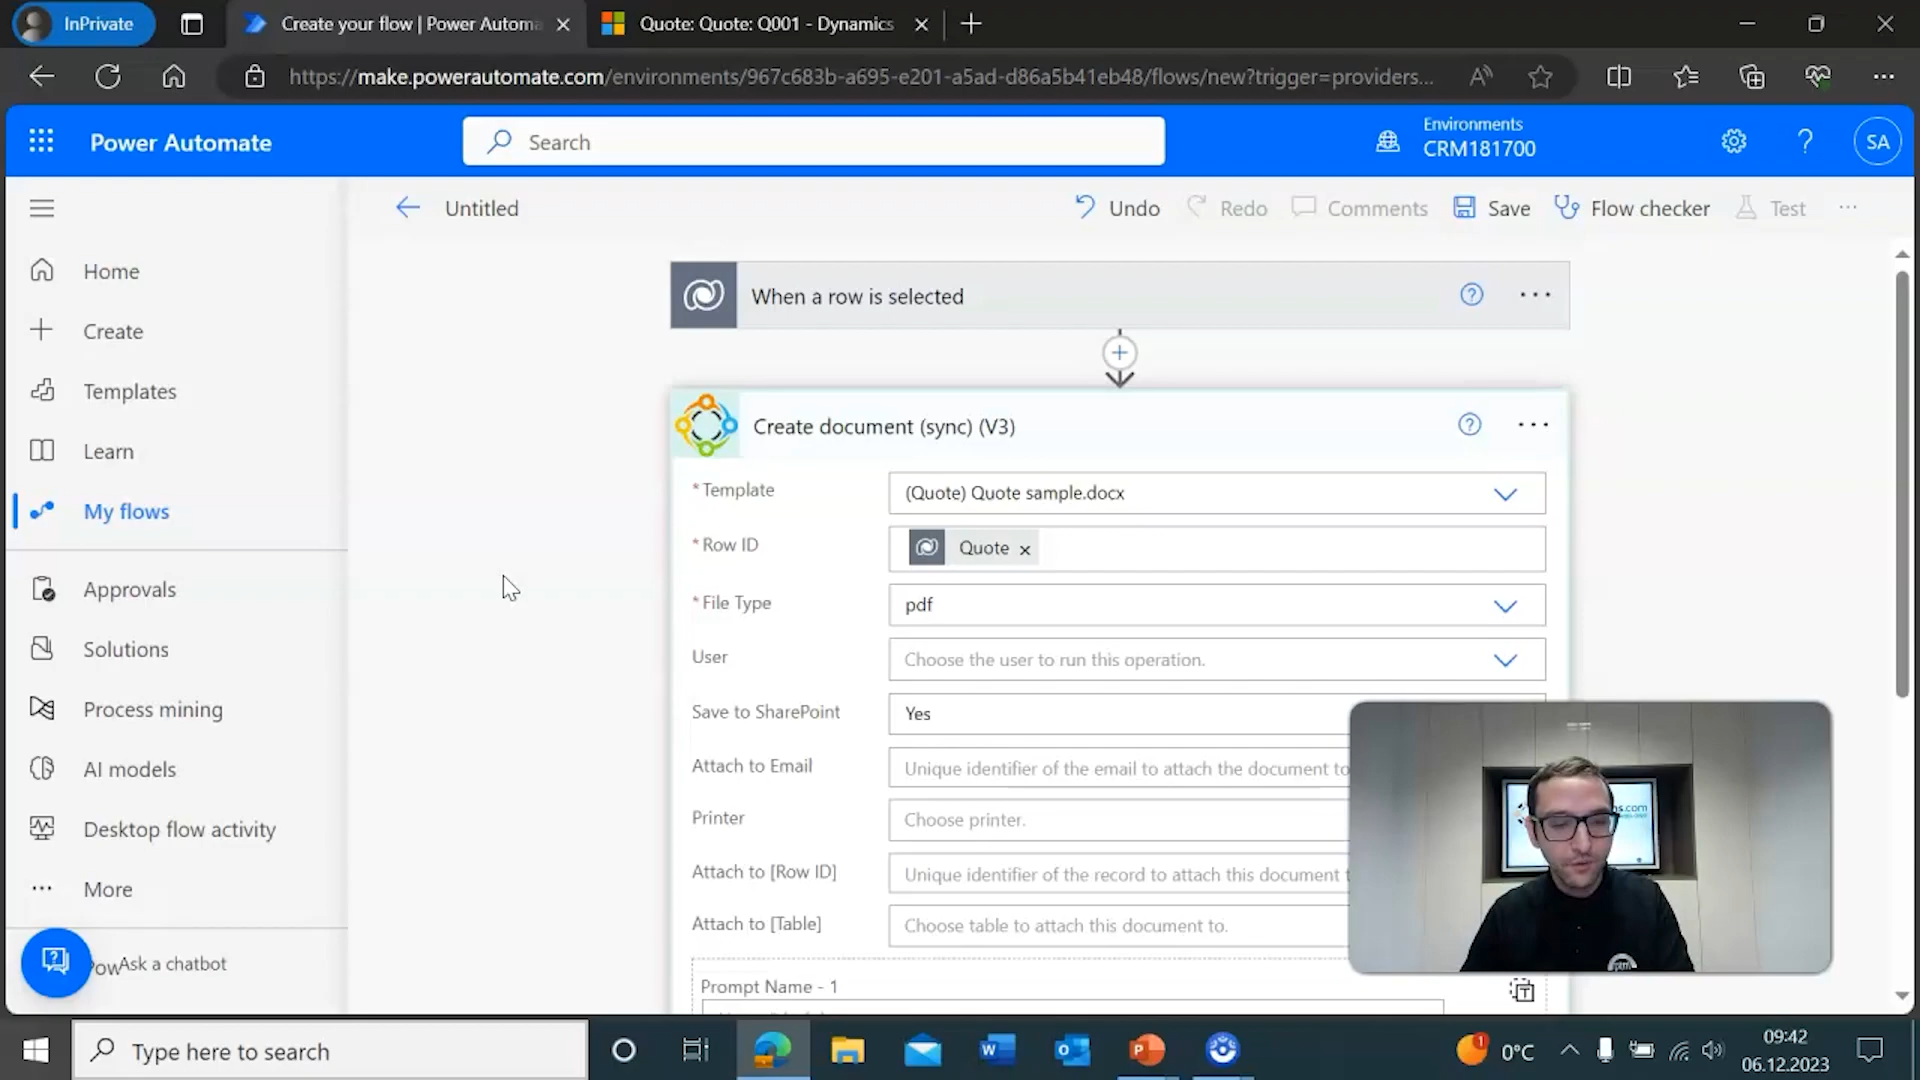 InPrivate
Create your flow | Power Autom
Quote: Quote: Q001 - Dynamics
https://make.powerautomate.com/environments/967c683b-a695-e201-a5ad-d86a5b41eb48/flows/new?trigger=providers...
Power Automate
Search
Environments
CRM181700
SA
Untitled
Undo
Redo
Comments
Save
Flow checker
Test
Home
Create
Templates
Learn
My flows
Approvals
Solutions
Process mining
AI models
Desktop flow activity
More
Ask a chatbot
When a row is selected
Create document (sync) (V3)
* Template
(Quote) Quote sample.docx
* Row ID
Quote
* File Type
pdf
User
Choose the user to run this operation.
Save to SharePoint
Yes
Attach to Email
Unique identifier of the email to attach the document to
Printer
Choose printer.
Attach to [Row ID]
Unique identifier of the record to attach this document t
Attach to [Table]
Choose table to attach this document to.
Prompt Name - 1
Type here to search
1
0°C
09:42
06.12.2023